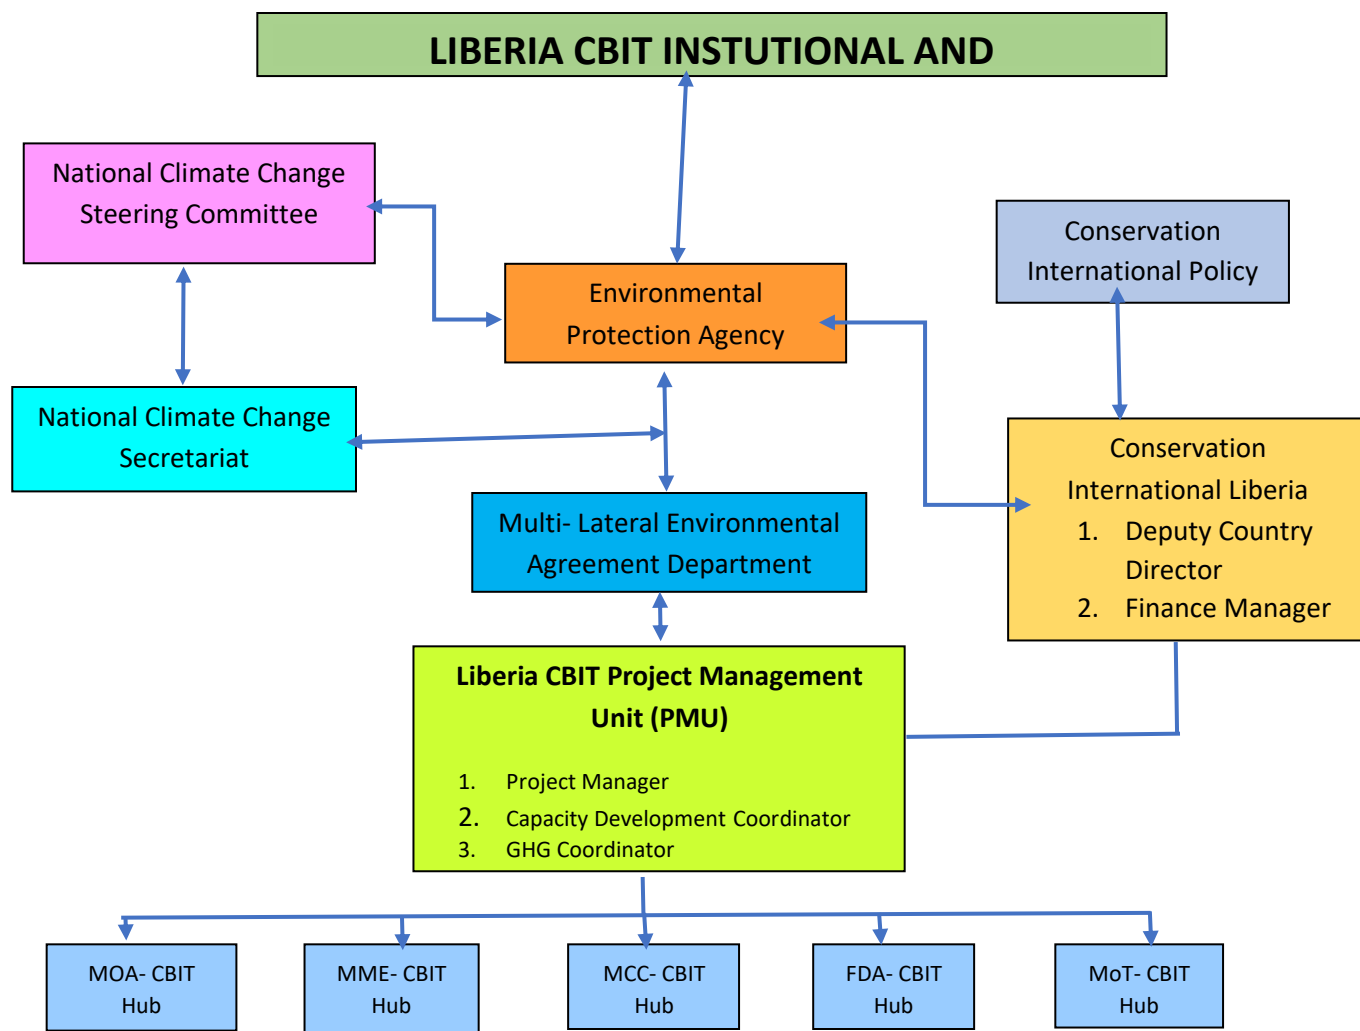 LIBERIA CBIT INSTUTIONAL AND
National Climate Change
Steering Committee
Conservation
International Policy
Environmental
Protection Agency
National Climate Change
Secretariat
Conservation
International Liberia
1. Deputy Country
Director
2. Finance Manager
Multi- Lateral Environmental
Agreement Department
Liberia CBIT Project Management
Unit (PMU)
1. Project Manager
2. Capacity Development Coordinator
3. GHG Coordinator
MOA- CBIT
Hub
MME- CBIT
Hub
MCC- CBIT
Hub
FDA- CBIT
Hub
MoT- CBIT
Hub